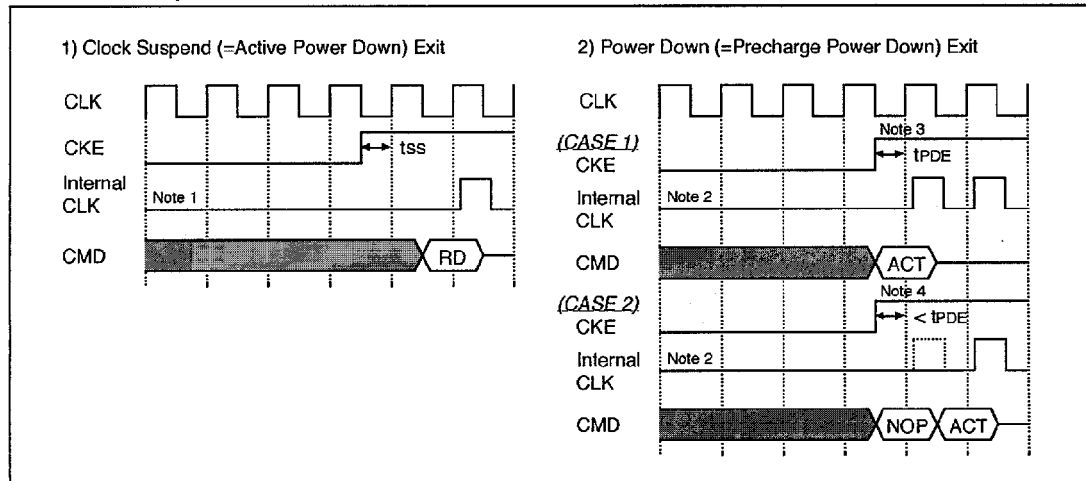 1) Clock Suspend (=Active Power Down) Exit
CLK
CKE
tss
Internal
CLK
Note 1
CMD
RD
2) Power Down (=Precharge Power Down) Exit
CLK
(CASE 1)
CKE
Note 3
tPDE
Internal
CLK
Note 2
CMD
ACT
(CASE 2)
CKE
Note 4
< tPDE
Internal
CLK
Note 2
CMD
NOP
ACT